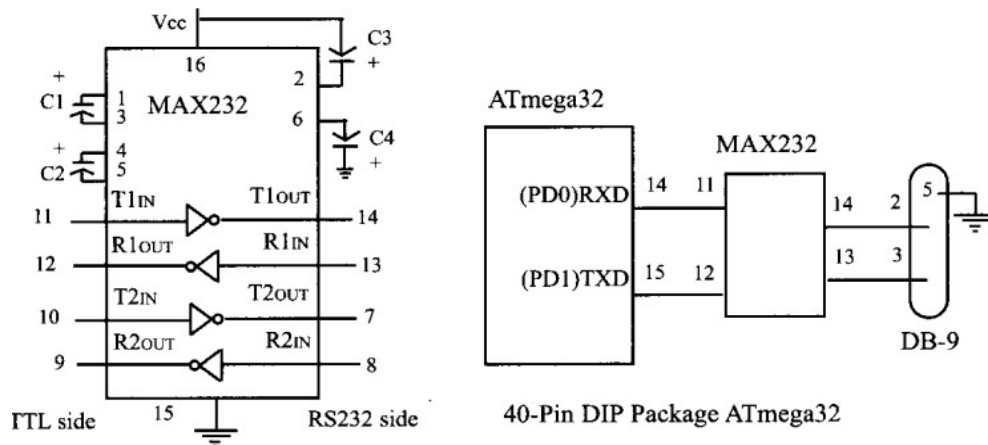 Vcc
C3
+
16
2
MAX232
+
C1
1
3
6
C4
+
+
C2
4
5
T1IN
T1OUT
11
14
R1OUT
R1IN
12
13
T2IN
T2OUT
10
7
R2OUT
R2IN
9
8
TTL side
15
RS232 side
ATmega32
MAX232
(PD0)RXD
14
11
14
2
5
(PD1)TXD
15
12
13
3
DB-9
40-Pin DIP Package ATmega32